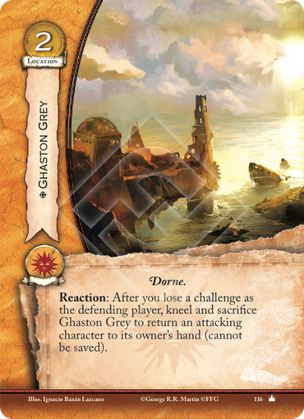 2
Location
Ghaston Grey
Dorne.
Reaction: After you lose a challenge as
the defending player, kneel and sacrifice
Ghaston Grey to return an attacking
character to its owner's hand (cannot
be saved).
Illus. Ignacio Bazán Lazcano
©George R.R. Martin ©FFG
116